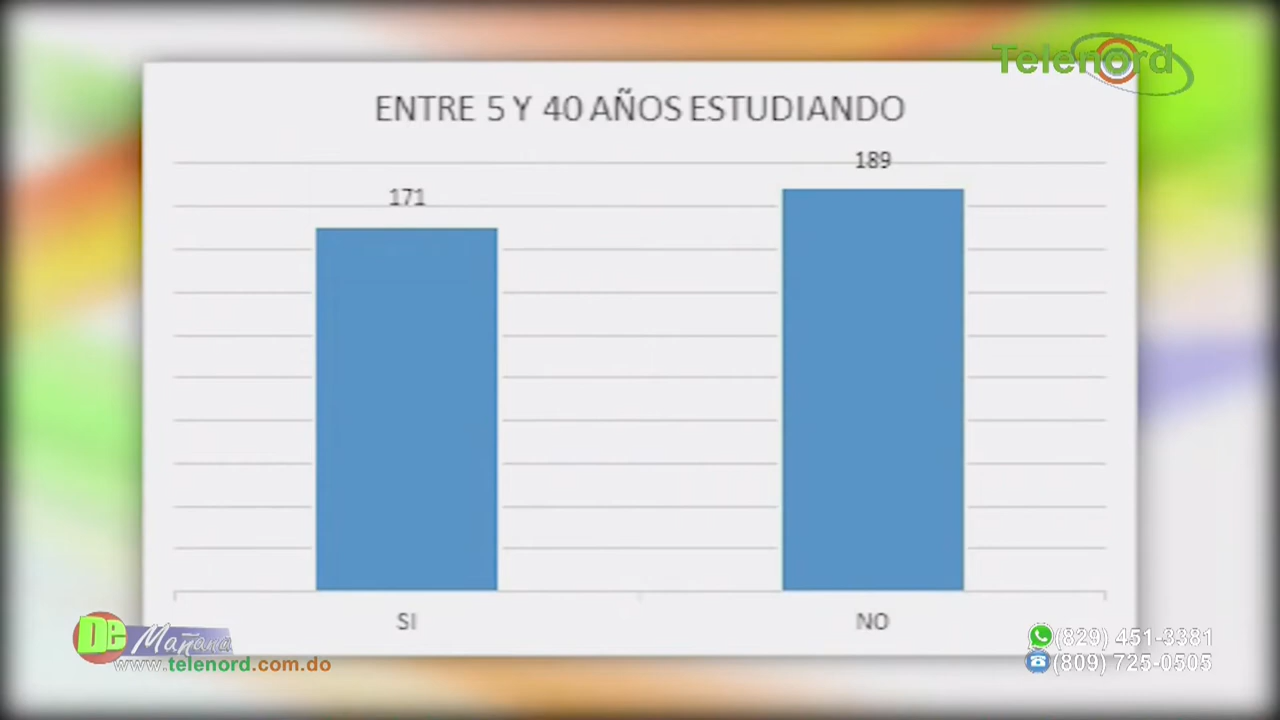 Telenord
ENTRE 5 Y 40 AÑOS ESTUDIANDO
171
189
SI
NO
De Mañana
www.telenord.com.do
(829) 451-3381
(809) 725-0505